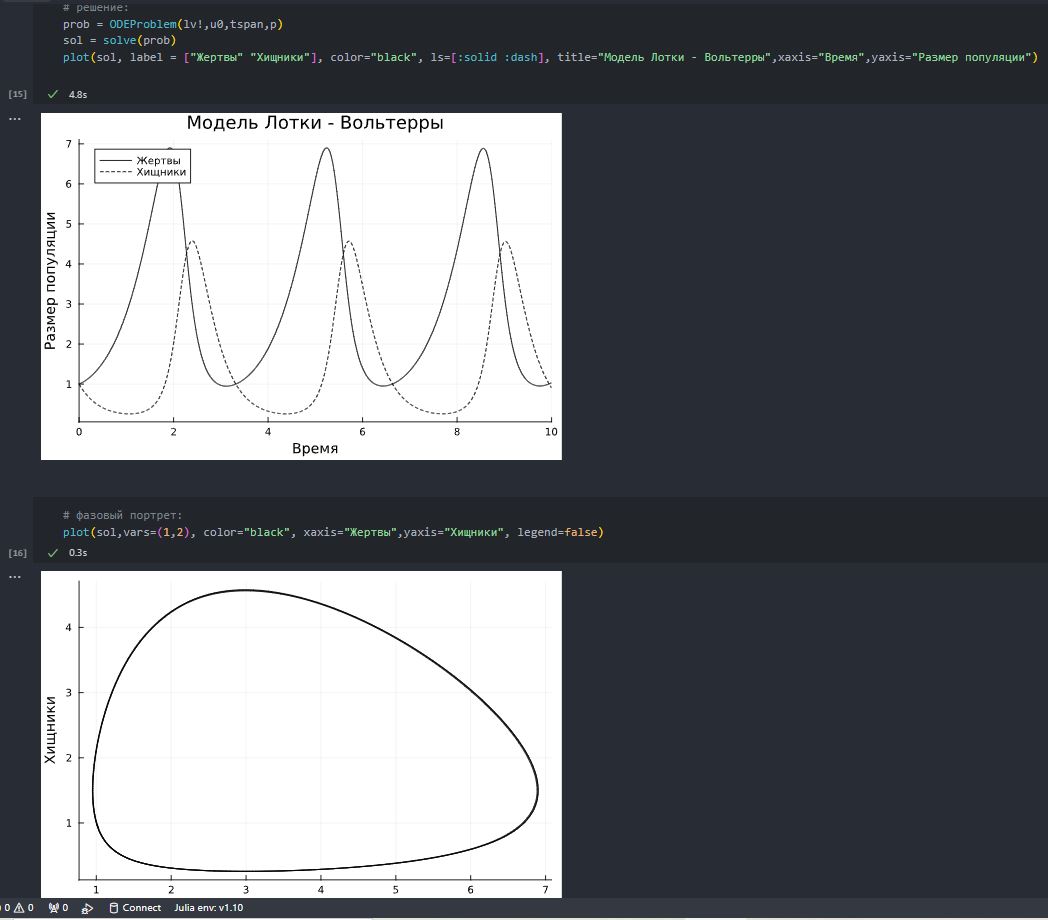 # решение:
prob = ODEProblem(lv!,u0,tspan,p)
sol = solve(prob)
plot(sol, label = ["Жертвы" "Хищники"], color="black", ls=[:solid :dash], title="Модель Лотки - Вольтерры",xaxis="Время",yaxis="Размер популяции")
[15] 4.8s
...
Модель Лотки - Вольтерры
Жертвы
Хищники
7
6
5
4
3
2
1
Размер популяции
0 2 4 6 8 10
Время
# фазовый портрет:
plot(sol,vars=(1,2), color="black", xaxis="Жертвы",yaxis="Хищники", legend=false)
[16] 0.3s
...
4
3
2
1
Хищники
1 2 3 4 5 6 7
0 0 0 Connect Julia env: v1.10